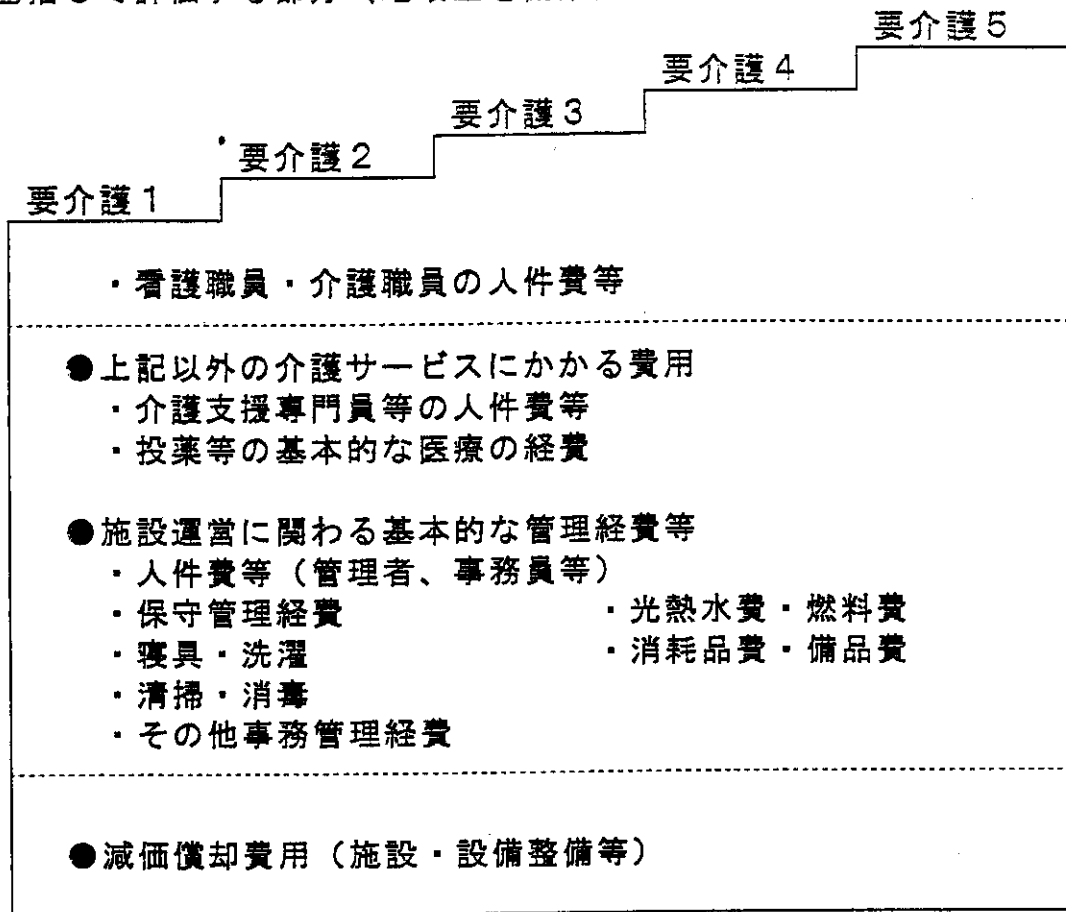 して評価する部分
要介護5
要介護4
要介護3
要介護2
要介護1
・看護職員・介護職員の人件費等
●上記以外の介護サービスにかかる費用
・介護支援専門員等の人件費等
・投薬等の基本的な医療の経費
●施設運営に関わる基本的な管理経費等
・人件費等（管理者、事務員等）
・保守管理経費 ・光熱水費・燃料費
・寝具・洗濯 ・消耗品費・備品費
・清掃・消毒
・その他事務管理経費
●減価償却費用（施設・設備整備等）